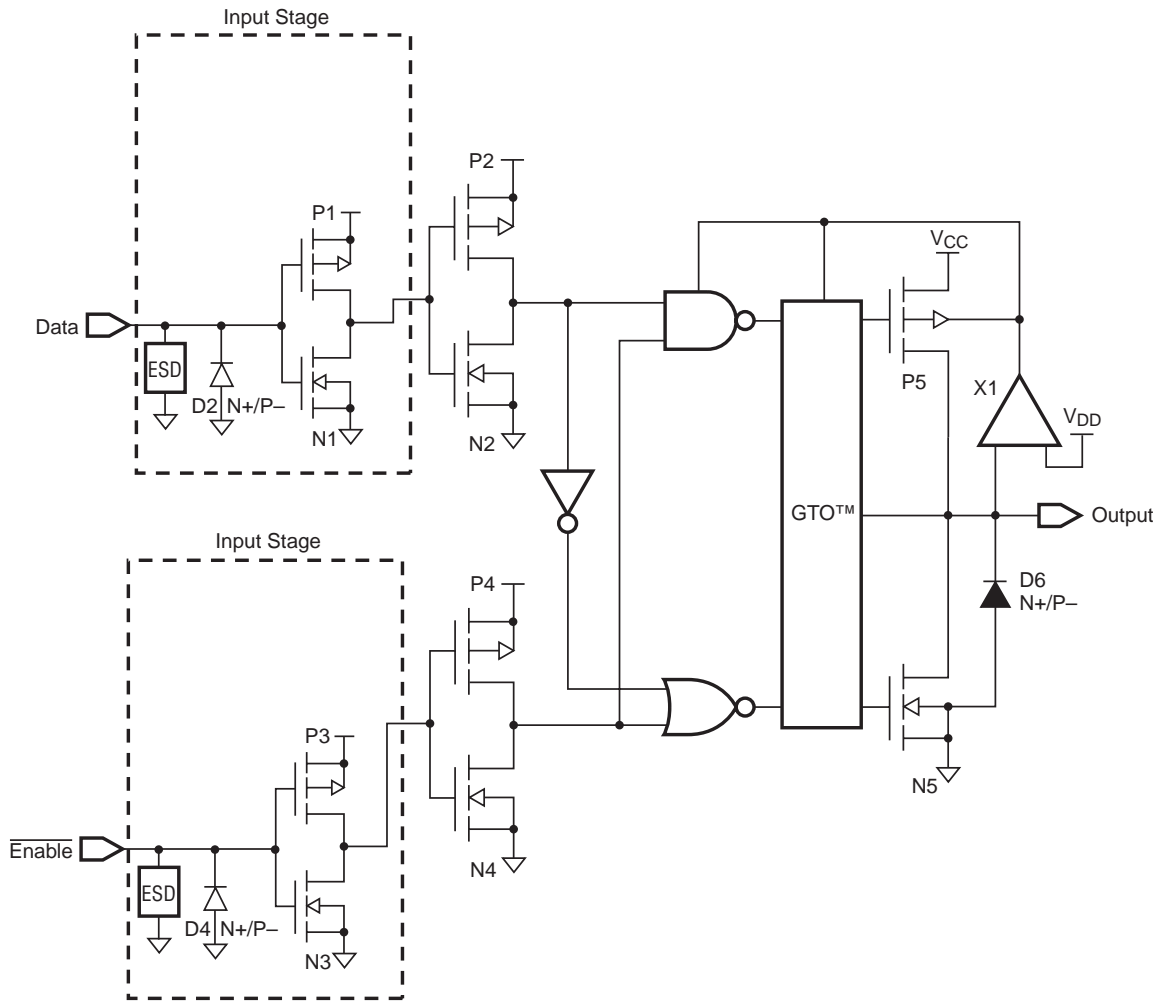 Input Stage
P2
P1
VCC
Data
ESD
D2 N+/P–
N1
N2
P5
X1
VDD
GTO™
Output
Input Stage
D6
N+/P–
P4
P3
N5
Enable
ESD
D4 N+/P–
N3
N4